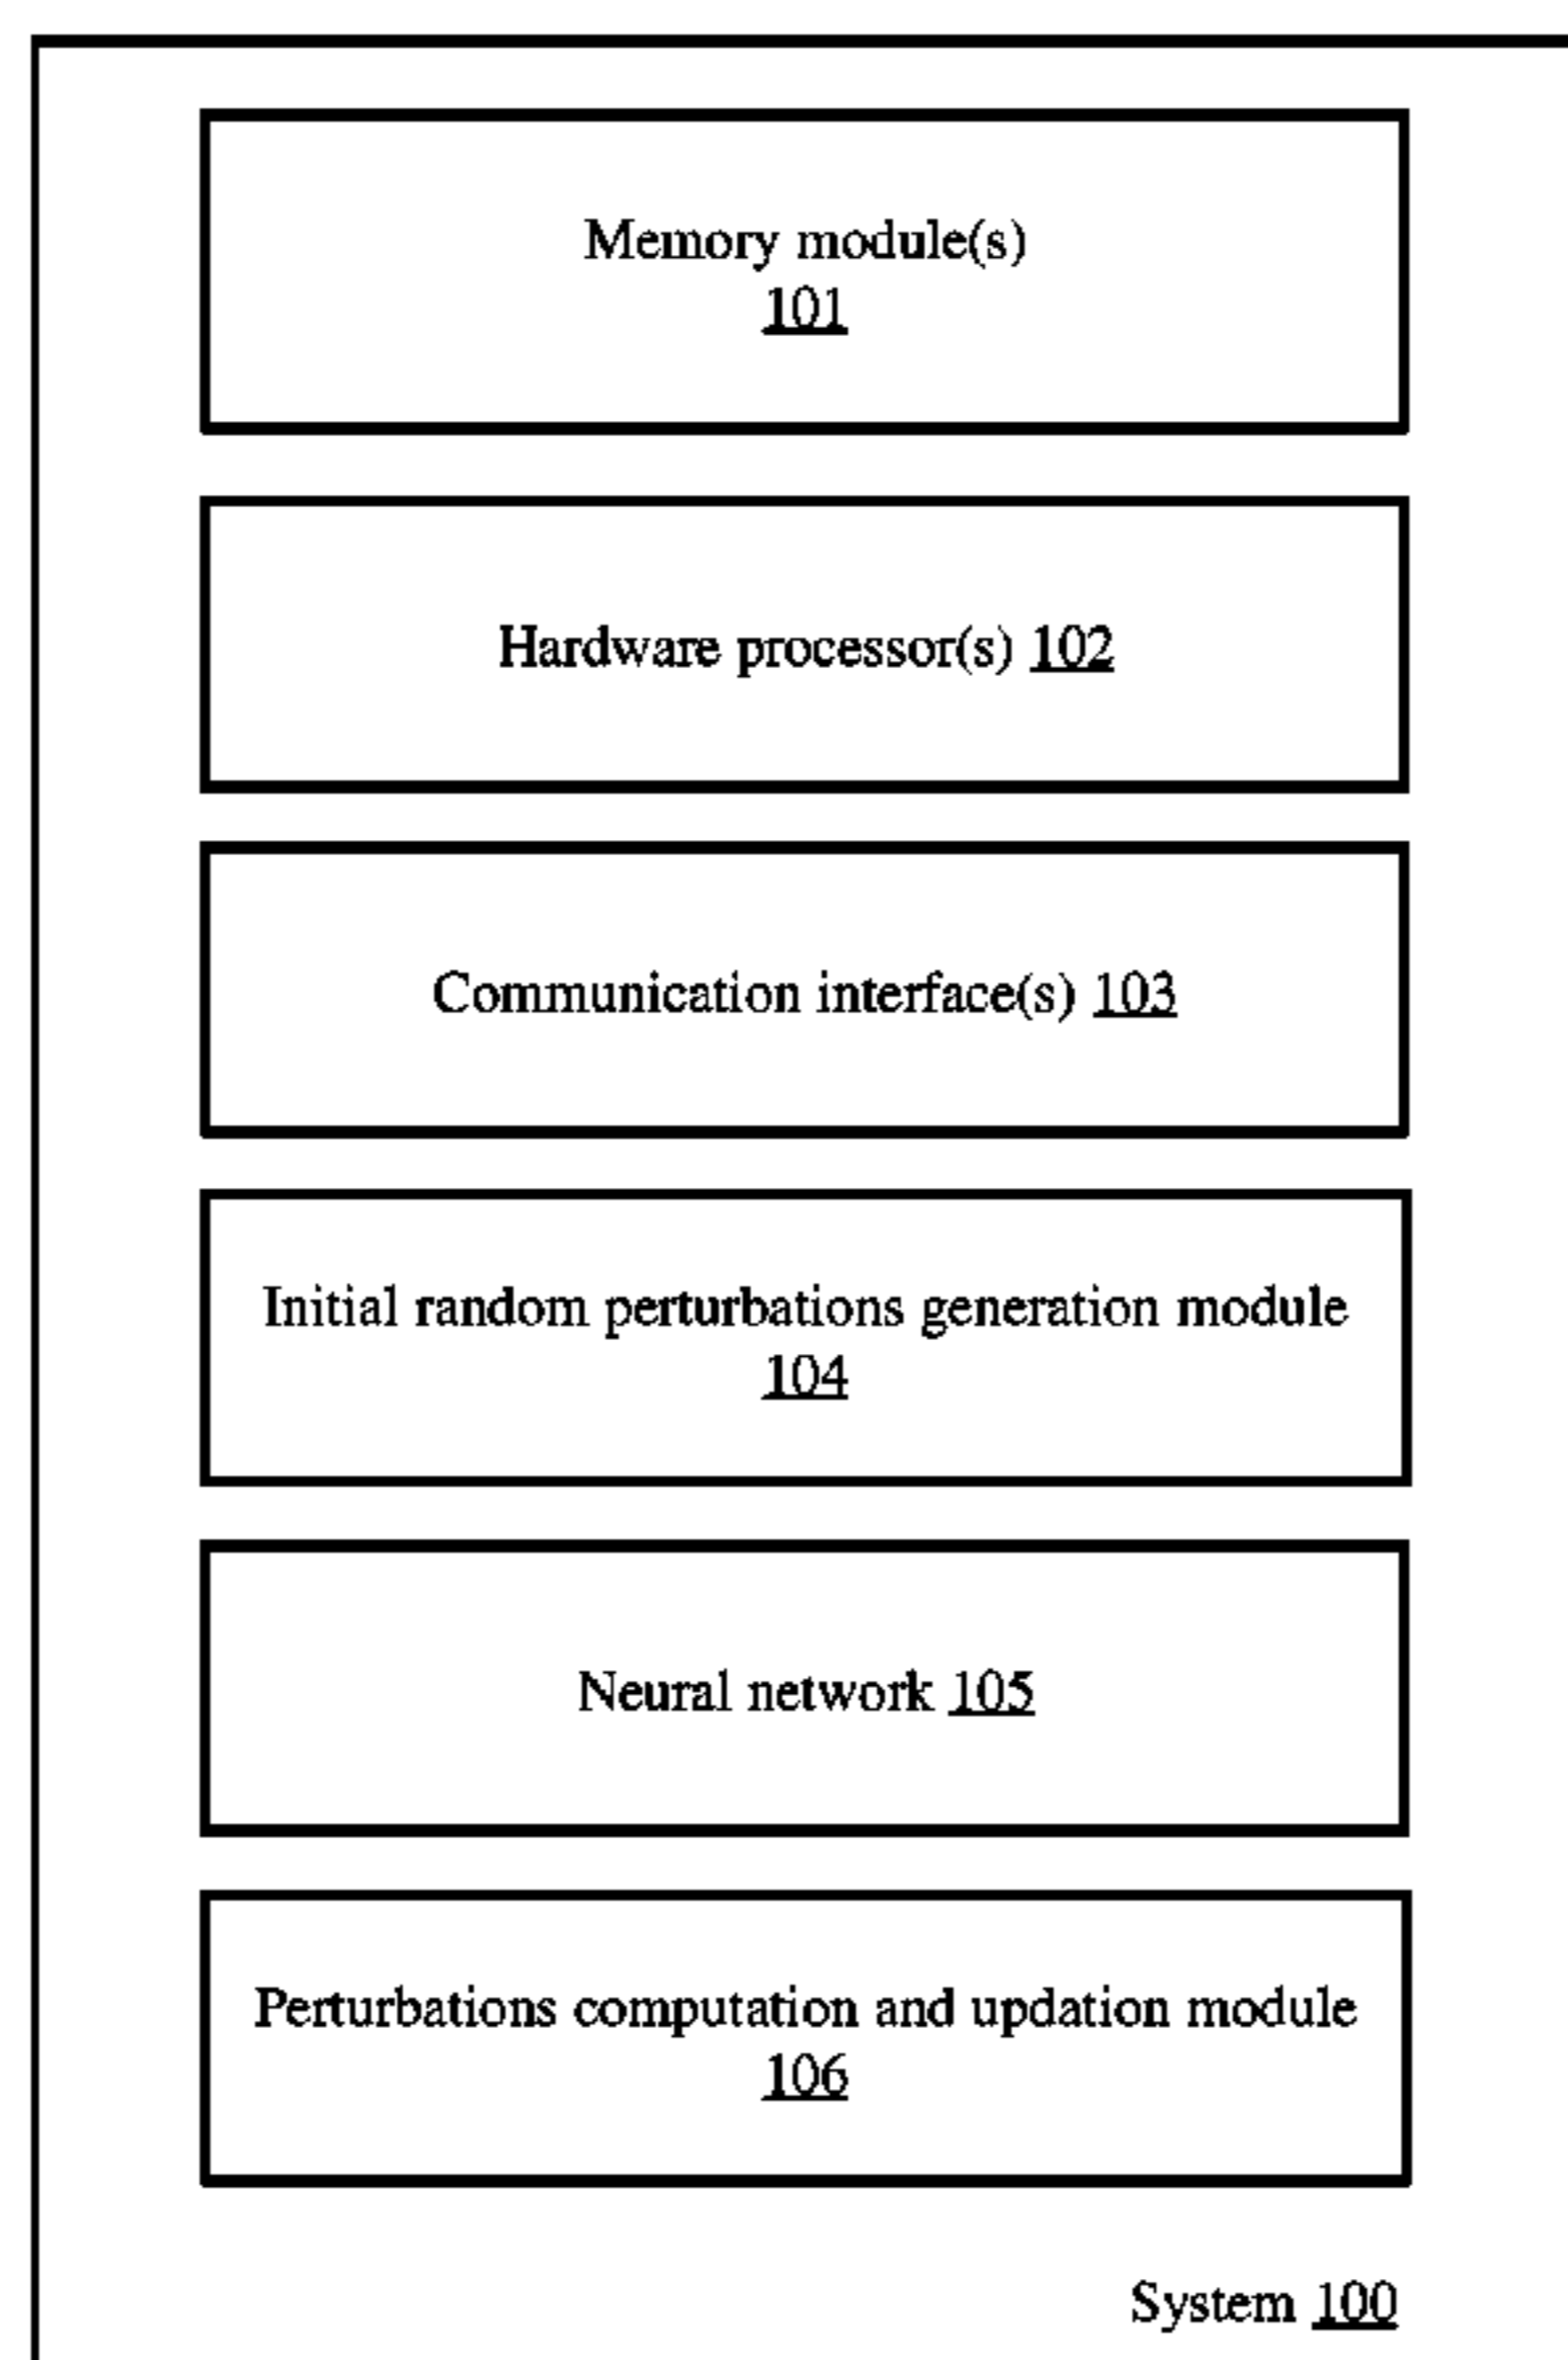 Memory module(s)
101
Hardware processor(s) 102
Communication interface(s) 103
Initial random perturbations generation module
104
Neural network 105
Perturbations computation and updation module
106
System 100